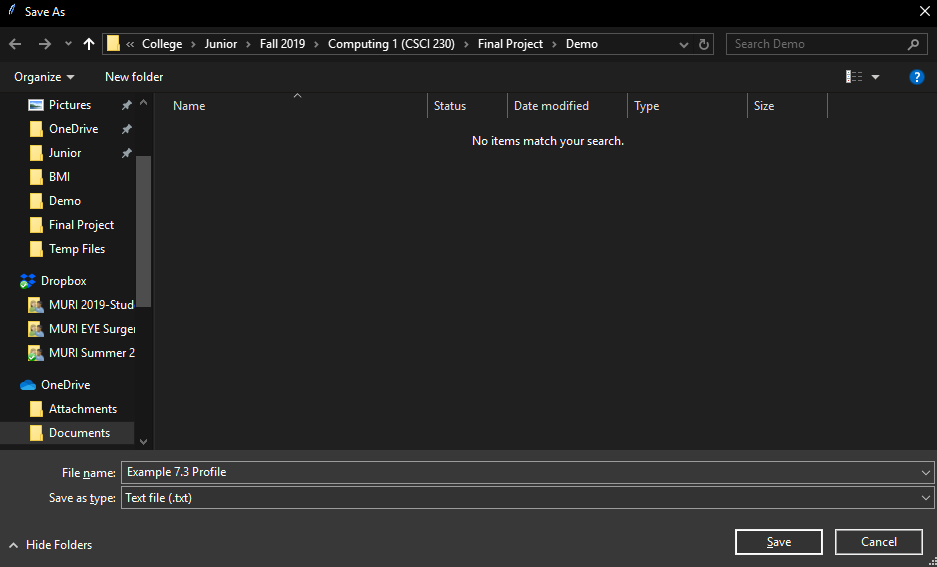 Save As
« College > Junior > Fall 2019 > Computing 1 (CSCI 230) > Final Project > Demo
Search Demo
Organize
New folder
?
Name Status Date modified Type Size
No items match your search.
Pictures
OneDrive
Junior
BMI
Demo
Final Project
Temp Files
Dropbox
MURI 2019-Stud
MURI EYE Surger
MURI Summer 2
OneDrive
Attachments
Documents
File name: Example 7.3 Profile
Save as type: Text file (.txt)
Hide Folders
Save
Cancel